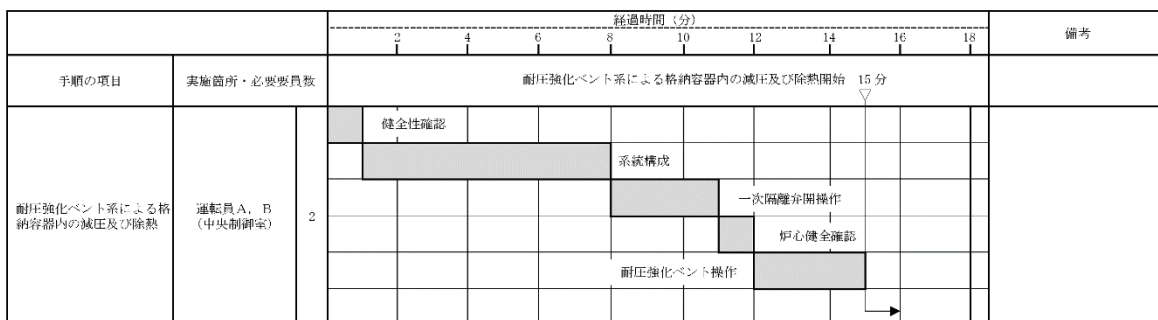 経過時間（分）
備考
2 4 6 8 10 12 14 16 18
手順の項目
実施箇所・必要要員数
耐圧強化ベント系による格納容器内の減圧及び除熱開始 15分
健全性確認
系統構成
一次隔離弁開操作
耐圧強化ベント系による格
納容器内の減圧及び除熱
運転員A，B
（中央制御室）
2
炉心健全確認
耐圧強化ベント操作